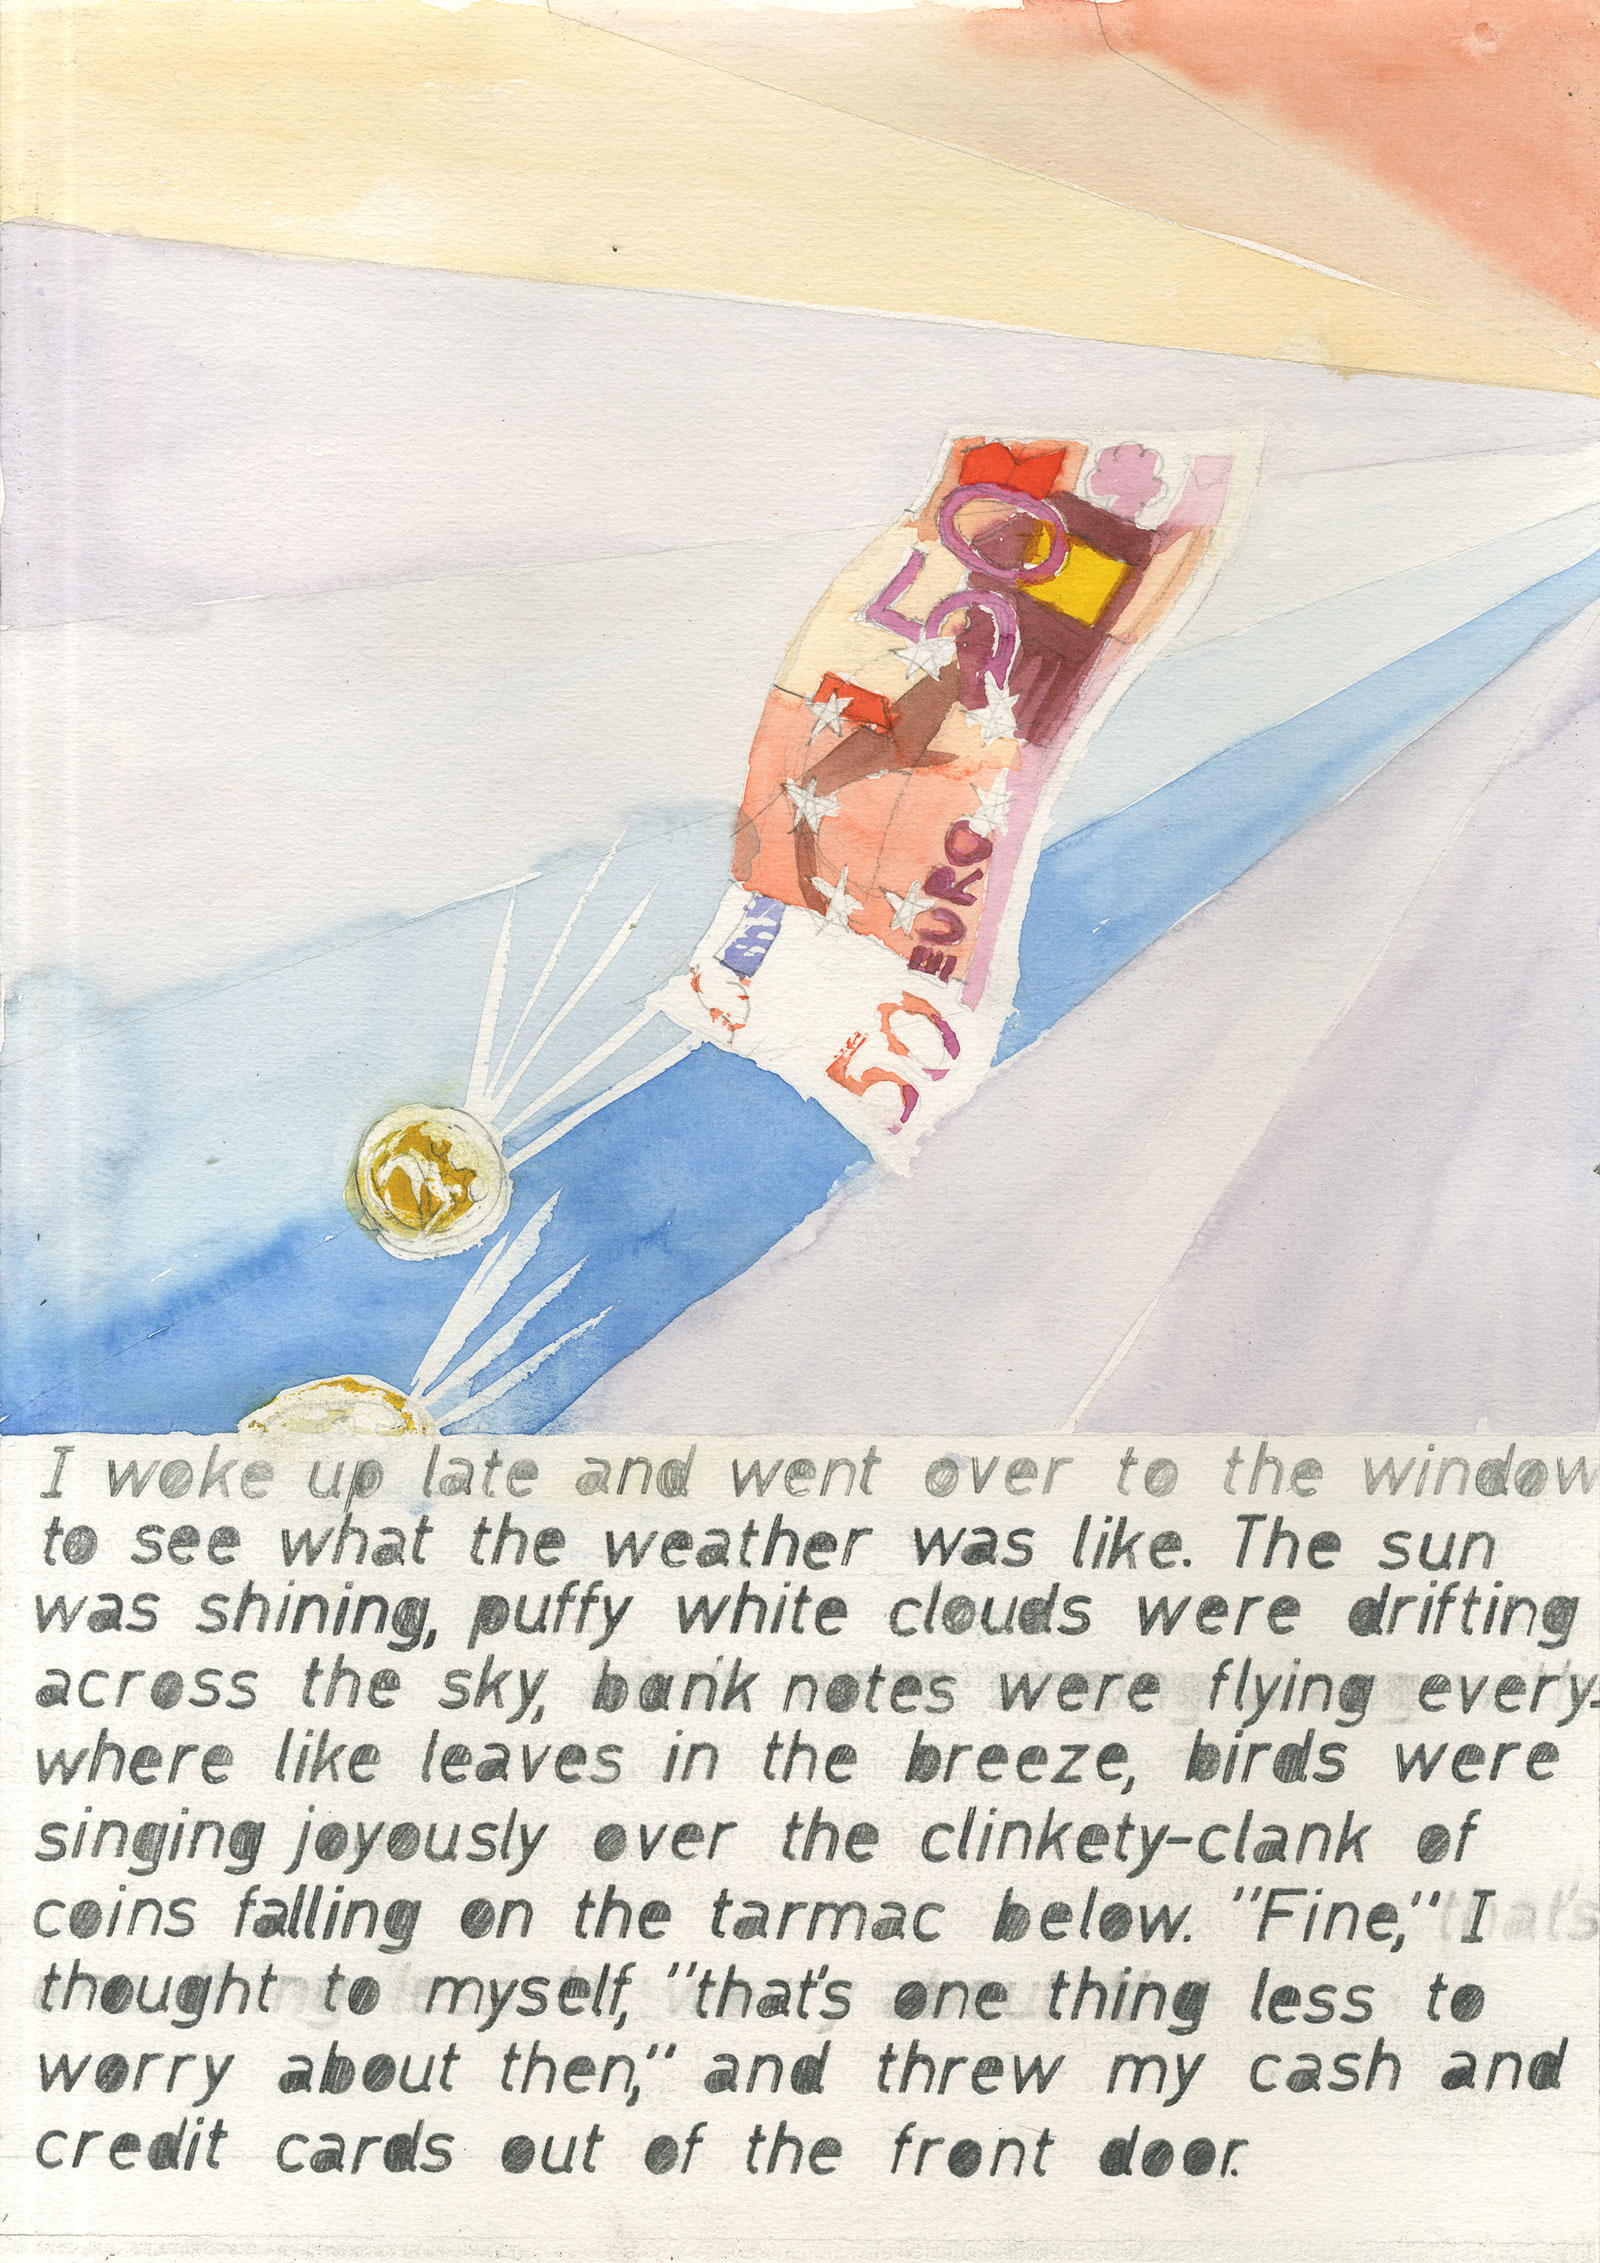 50
EURO
50
I woke up late and went over to the window
to see what the weather was like. The sun
was shining, puffy white clouds were drifting
across the sky, bank notes were flying every-
where like leaves in the breeze, birds were
singing joyously over the clinkety-clank of
coins falling on the tarmac below. "Fine," I
thought to myself, "that's one thing less to
worry about then," and threw my cash and
credit cards out of the front door.